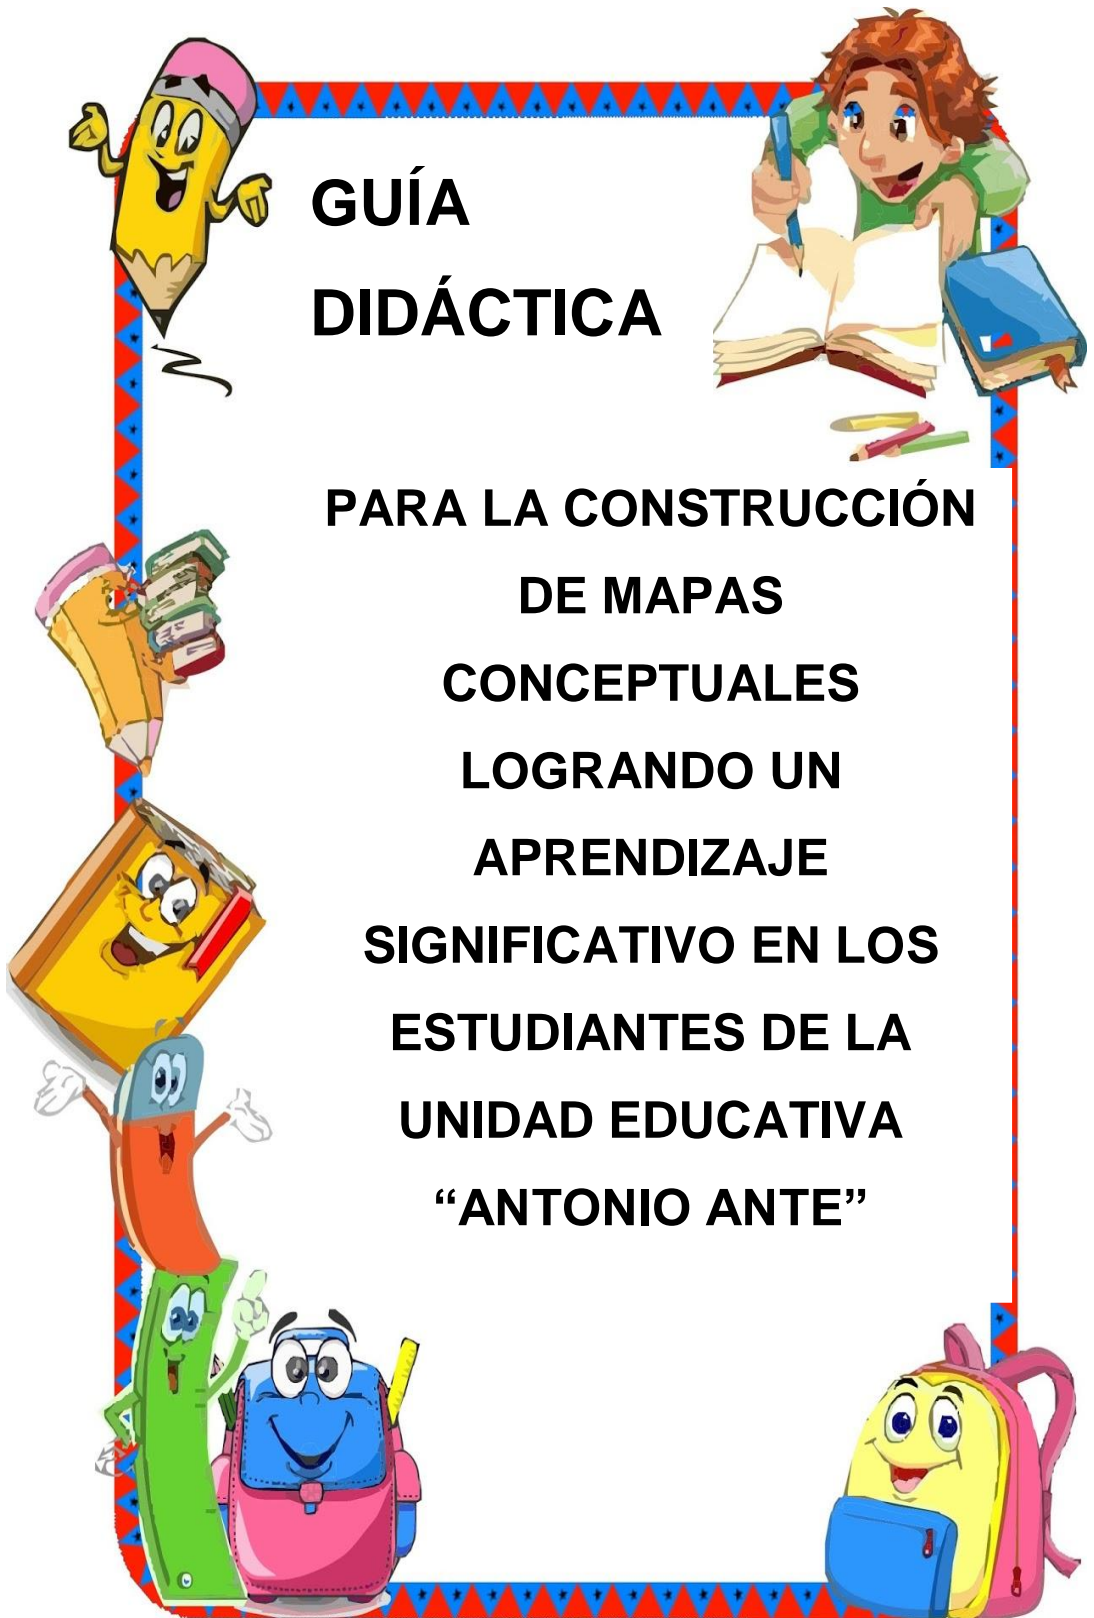 GUÍA
DIDÁCTICA
PARA LA CONSTRUCCIÓN
DE MAPAS
CONCEPTUALES
LOGRANDO UN
APRENDIZAJE
SIGNIFICATIVO EN LOS
ESTUDIANTES DE LA
UNIDAD EDUCATIVA
“ANTONIO ANTE”